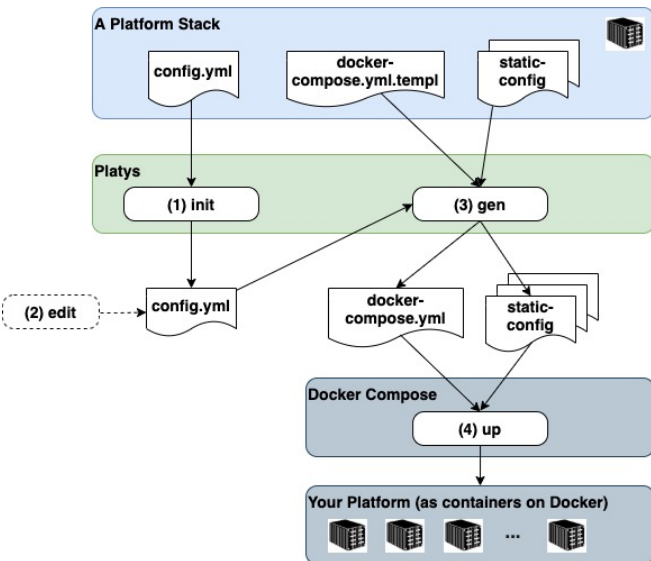 A Platform Stack
config.yml
docker-
compose.yml.templ
static-
config
Platys
(1) init
(3) gen
(2) edit
config.yml
docker-
compose.yml
static-
config
Docker Compose
(4) up
Your Platform (as containers on Docker)
...